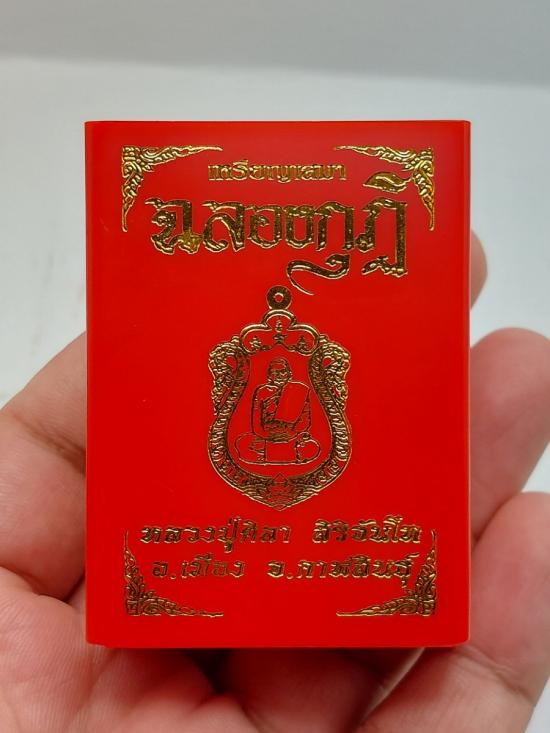 เหรียญเสมา
ฉลองกุฏิ
หลวงปู่ศิลา สิริจันโท
อ.เมือง จ.กาฬสินธุ์